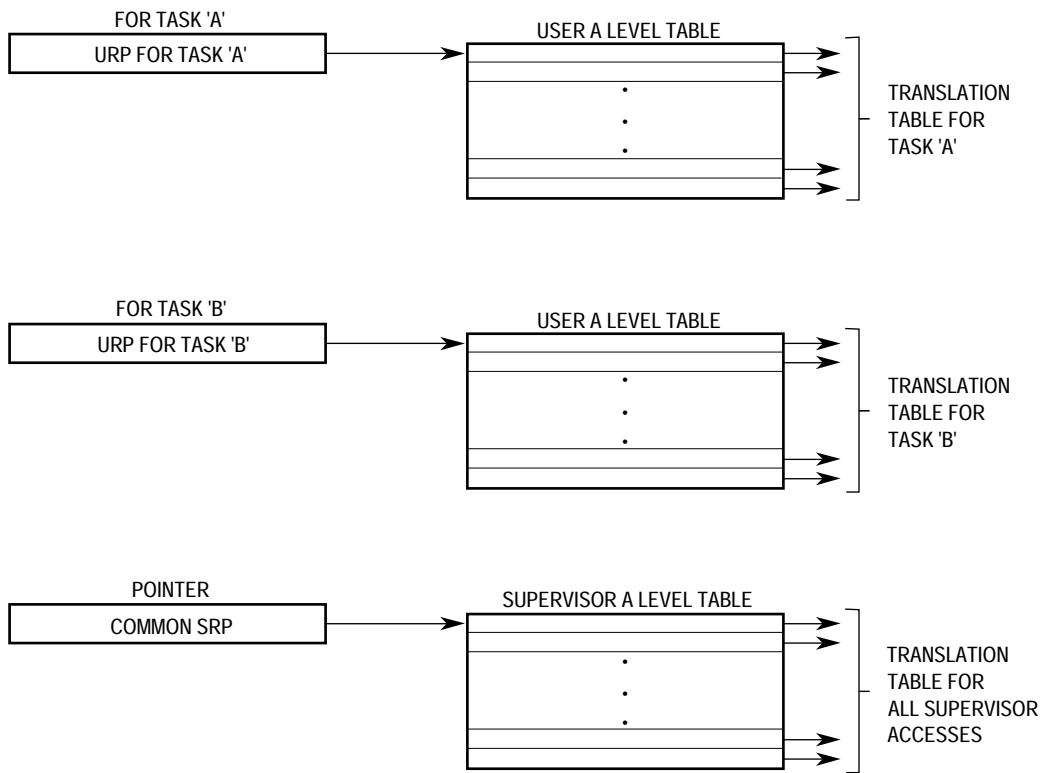 FOR TASK 'A'
URP FOR TASK 'A'
USER A LEVEL TABLE
TRANSLATION
TABLE FOR
TASK 'A'
FOR TASK 'B'
URP FOR TASK 'B'
USER A LEVEL TABLE
TRANSLATION
TABLE FOR
TASK 'B'
POINTER
COMMON SRP
SUPERVISOR A LEVEL TABLE
TRANSLATION
TABLE FOR
ALL SUPERVISOR
ACCESSES